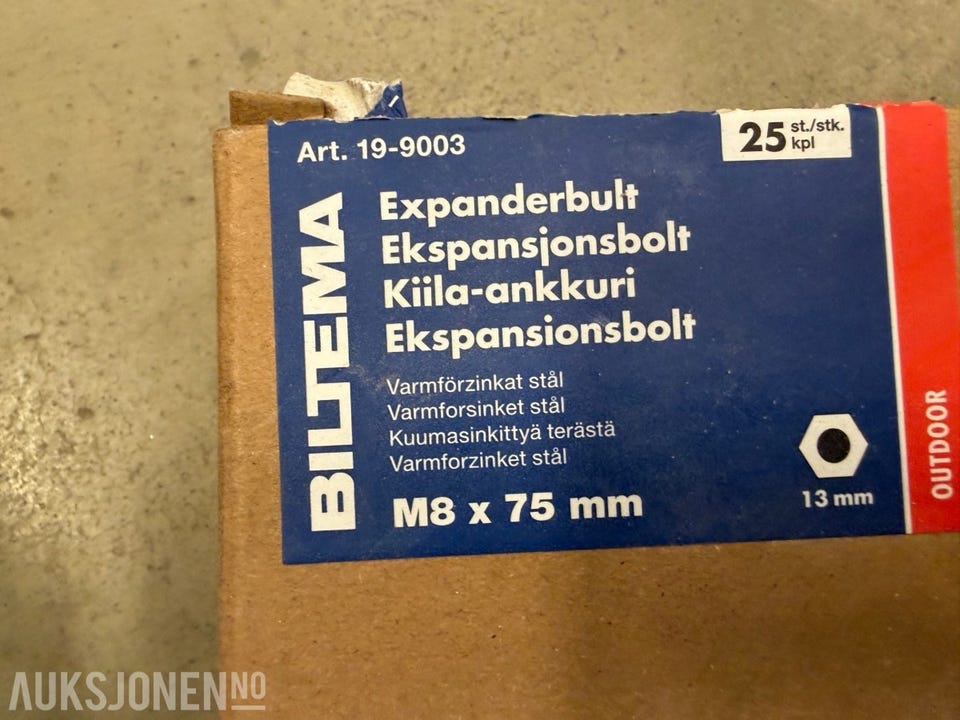 Art. 19-9003
25 st./stk.
kpl
BILTEMA
Expanderbult
Ekspansjonsbolt
Kiila-ankkuri
Ekspansionsbolt
Varmförzinkat stål
Varmforsinket stål
Kuumasinkittyä terästä
Varmforzinket stål
M8 x 75 mm
13 mm
OUTDOOR
AUKSJONEN NO